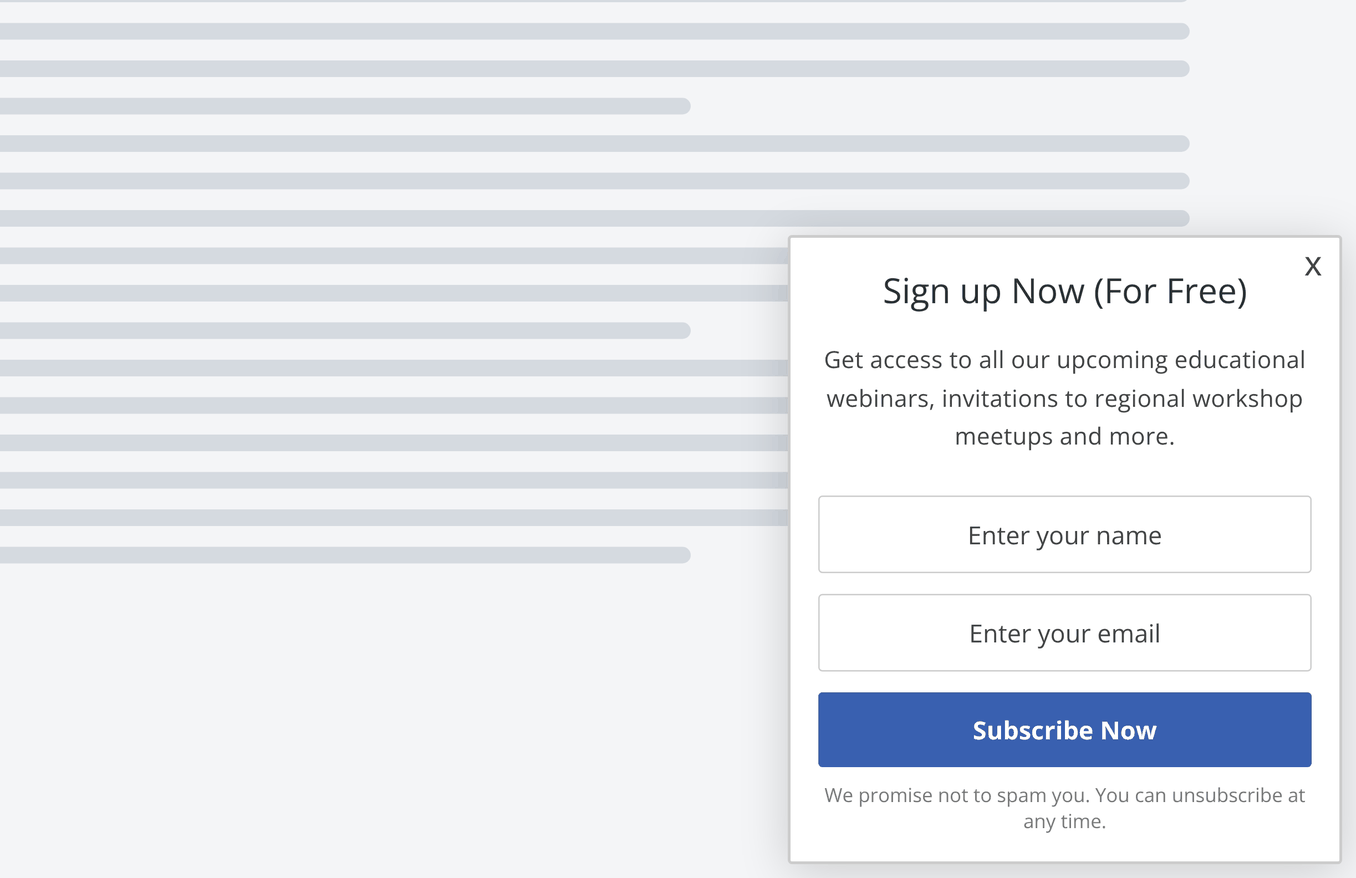 x
Sign up Now (For Free)
Get access to all our upcoming educational
webinars, invitations to regional workshop
meetups and more.
Enter your name
Enter your email
Subscribe Now
We promise not to spam you. You can unsubscribe at
any time.